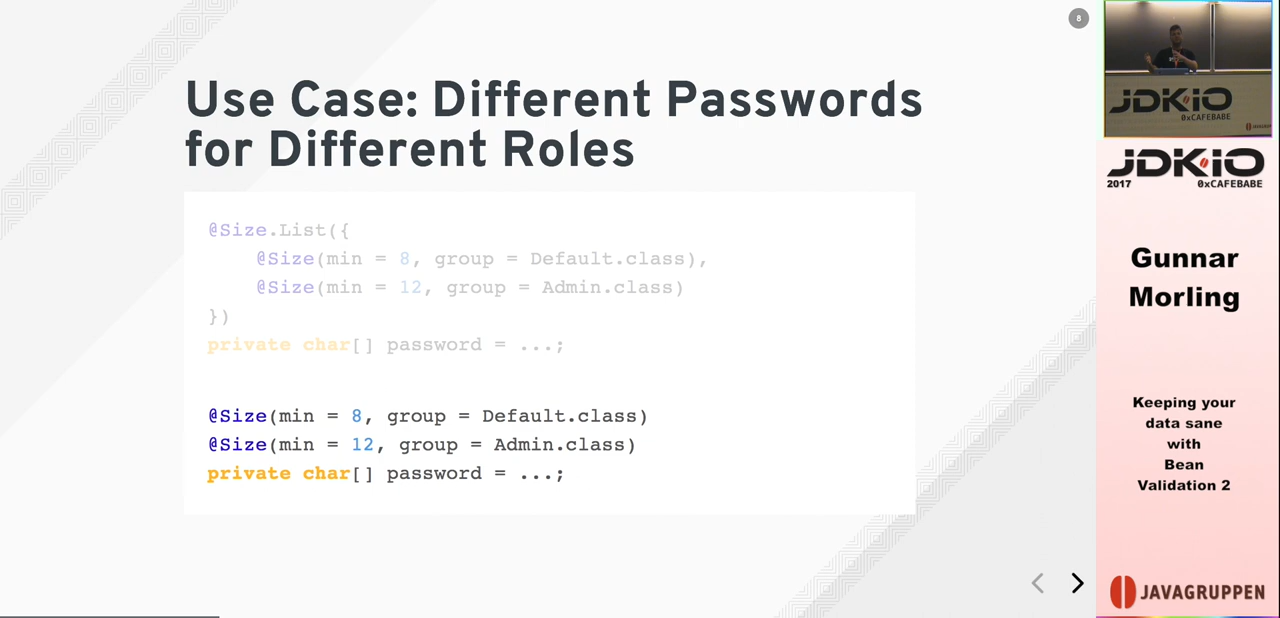 8
Use Case: Different Passwords
for Different Roles
@Size.List({
    @Size(min = 8, group = Default.class),
    @Size(min = 12, group = Admin.class)
})
private char[] password = ...;
@Size(min = 8, group = Default.class)
@Size(min = 12, group = Admin.class)
private char[] password = ...;
JDK.IO
0xCAFEBABE
JDK.IO
2017 0xCAFEBABE
Gunnar
Morling
Keeping your
data sane
with
Bean
Validation 2
JAVAGRUPPEN